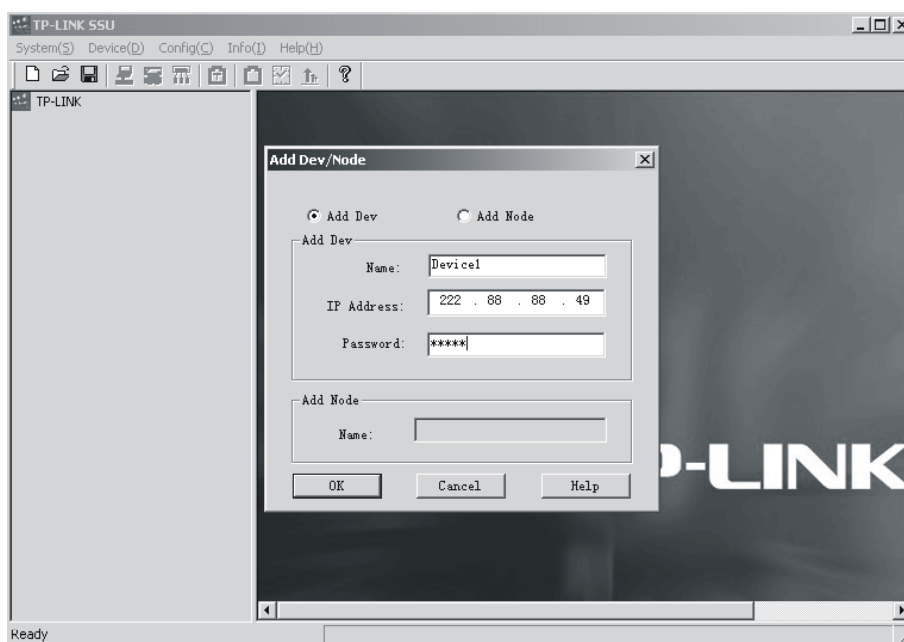 TP-LINK SSU
System(S) Device(D) Config(C) Info(I) Help(H)
TP-LINK
Add Dev/Node
Add Dev Add Node
Add Dev
Name: Device1
IP Address: 222 . 88 . 88 . 49
Password: *****
Add Node
Name:
OK Cancel Help
P-LINK
Ready